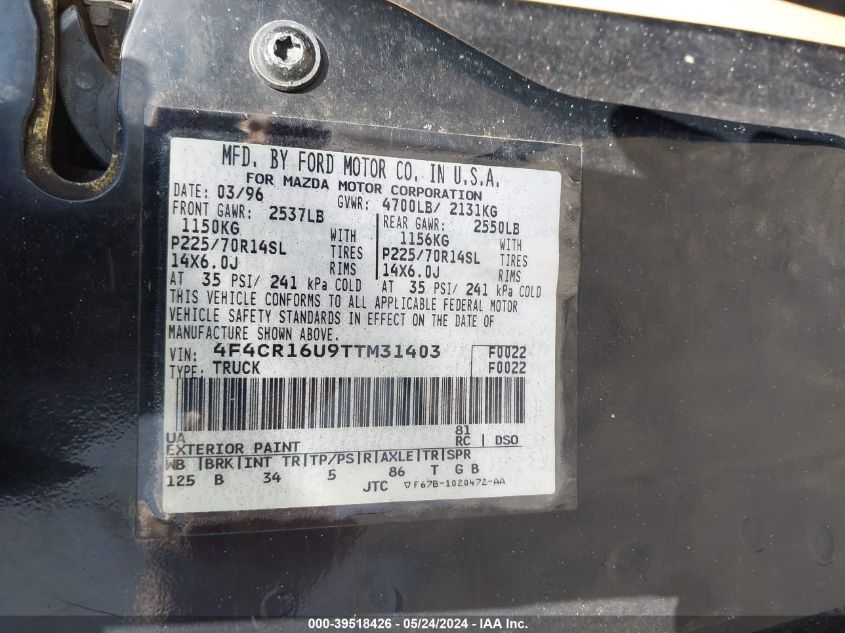 MFD. BY FORD MOTOR CO. IN U.S.A.
FOR MAZDA MOTOR CORPORATION
DATE: 03/96 GVWR: 4700LB/ 2131KG
FRONT GAWR: 2537LB REAR GAWR: 2550LB
1150KG WITH 1156KG WITH
P225/70R14SL TIRES P225/70R14SL TIRES
14X6.0J RIMS 14X6.0J RIMS
AT 35 PSI/ 241 kPa COLD AT 35 PSI/ 241 kPa COLD
THIS VEHICLE CONFORMS TO ALL APPLICABLE FEDERAL MOTOR
VEHICLE SAFETY STANDARDS IN EFFECT ON THE DATE OF
MANUFACTURE SHOWN ABOVE.
VIN: 4F4CR16U9TTM31403 F0022
TYPE: TRUCK F0022
UA 81
EXTERIOR PAINT RC DSO
WB BRK INT TR TP/PS R AXLE TR SPR
125 B 34 5 86 T G B
JTC ▽F67B-1020472-AA
000-39518426 - 05/24/2024 - IAA Inc.